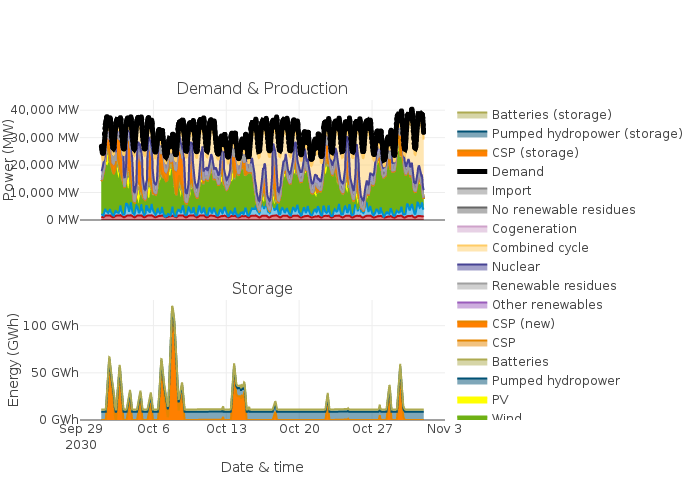 Demand & Production
Power (MW)
40,000 MW
30,000 MW
20,000 MW
10,000 MW
0 MW
Storage
Energy (GWh)
100 GWh
50 GWh
0 GWh
Sep 29
2030
Oct 6
Oct 13
Oct 20
Oct 27
Nov 3
Date & time
Batteries (storage)
Pumped hydropower (storage)
CSP (storage)
Demand
Import
No renewable residues
Cogeneration
Combined cycle
Nuclear
Renewable residues
Other renewables
CSP (new)
CSP
Batteries
Pumped hydropower
PV
Wind